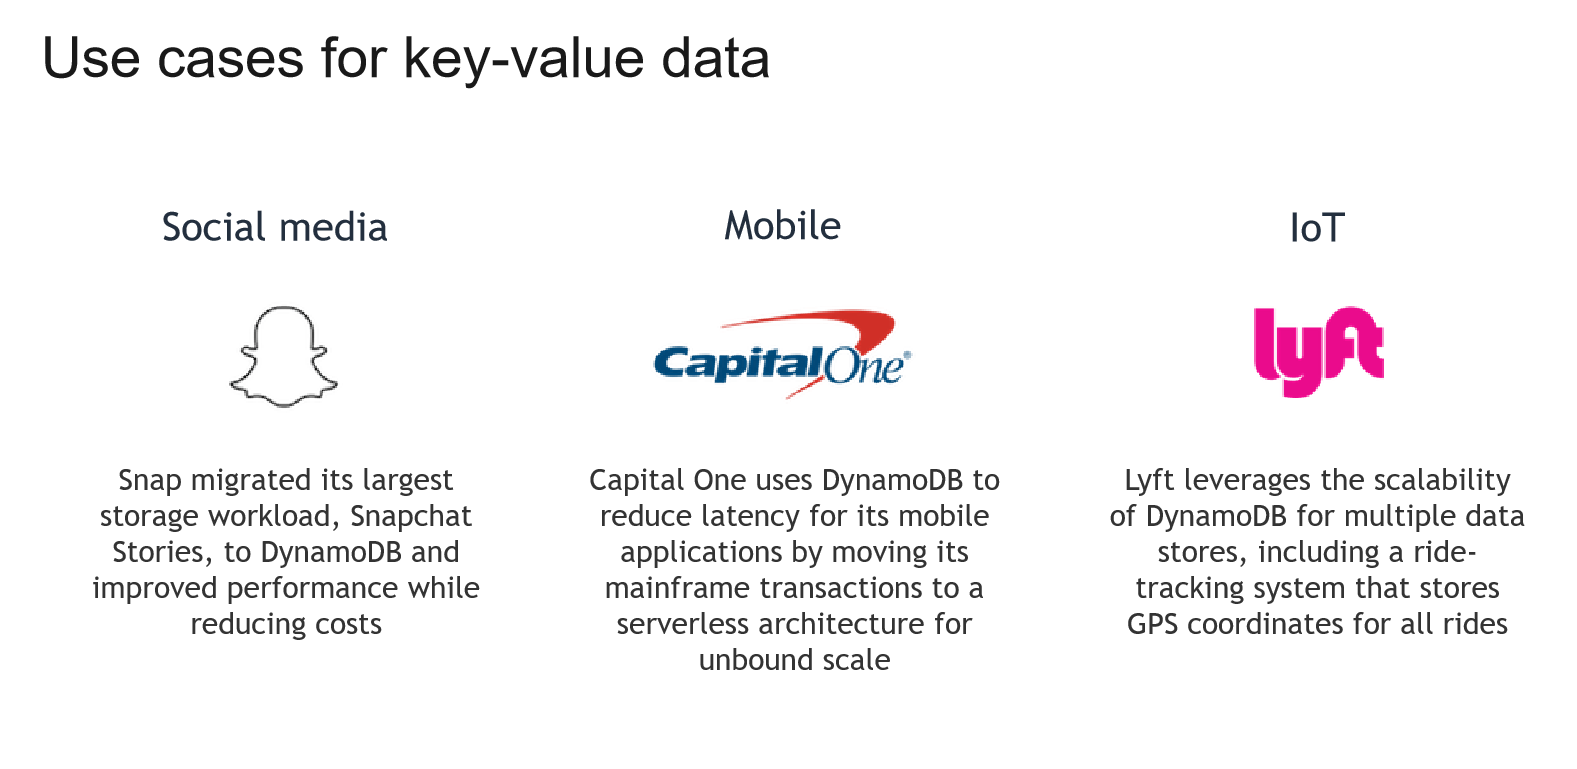 Use cases for key-value data
Social media
Snap migrated its largest
storage workload, Snapchat
Stories, to DynamoDB and
improved performance while
reducing costs
Mobile
CapitalOne®
Capital One uses DynamoDB to
reduce latency for its mobile
applications by moving its
mainframe transactions to a
serverless architecture for
unbound scale
IoT
lyft
Lyft leverages the scalability
of DynamoDB for multiple data
stores, including a ride-
tracking system that stores
GPS coordinates for all rides